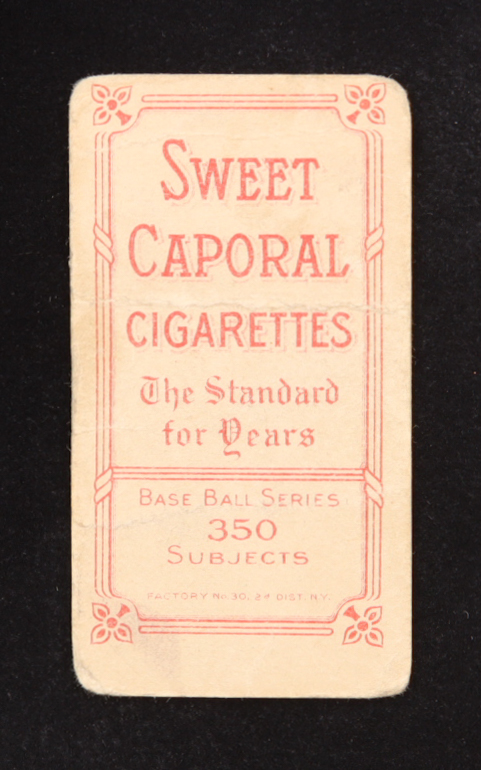 SWEET
CAPORAL
CIGARETTES
The Standard
for Years
BASE BALL SERIES
350
SUBJECTS
FACTORY No. 30, 2d DIST. N.Y.